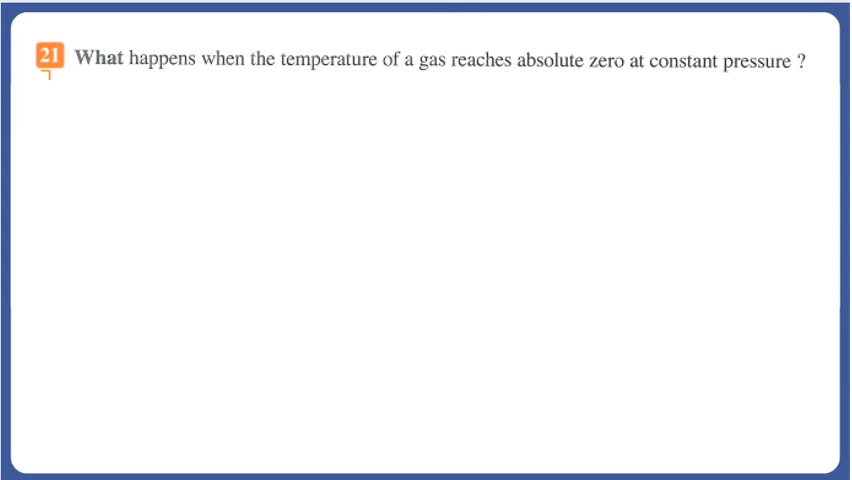 21 What happens when the temperature of a gas reaches absolute zero at constant pressure ?